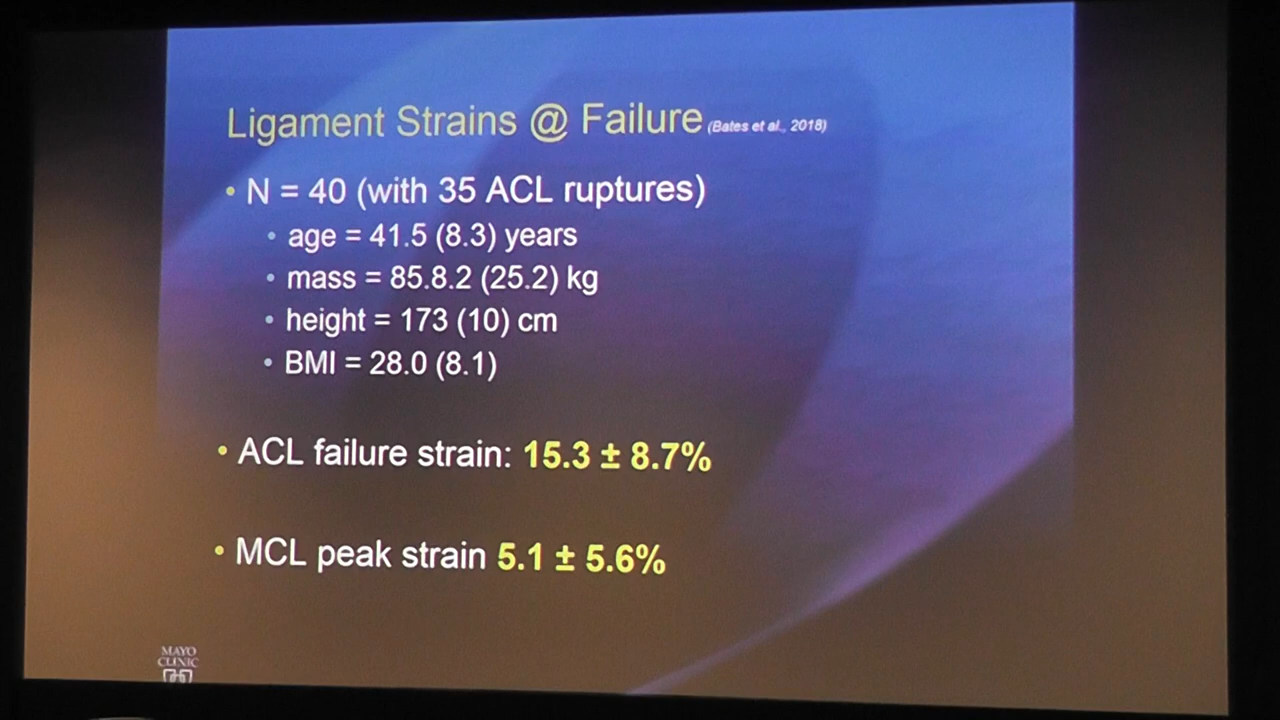 Ligament Strains @ Failure (Bates et al., 2018)
• N = 40 (with 35 ACL ruptures)
• age = 41.5 (8.3) years
• mass = 85.8.2 (25.2) kg
• height = 173 (10) cm
• BMI = 28.0 (8.1)
• ACL failure strain: 15.3 ± 8.7%
• MCL peak strain 5.1 ± 5.6%
MAYO
CLINIC